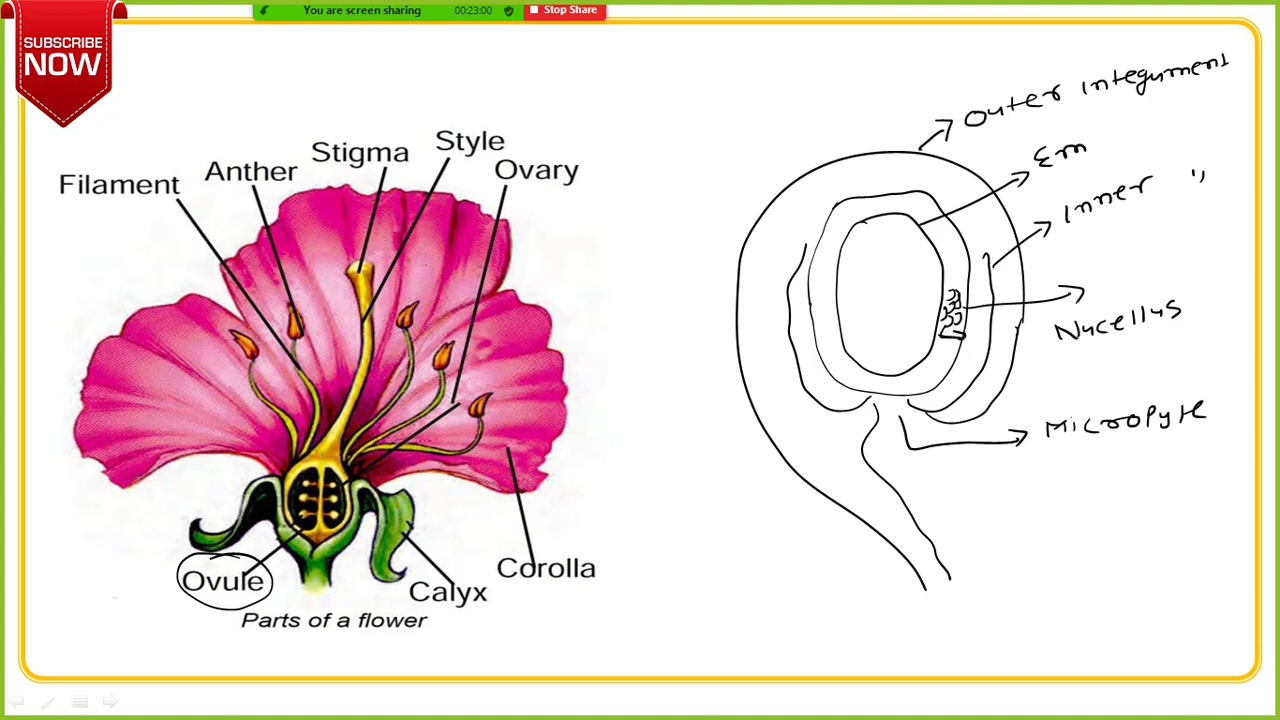 You are screen sharing 00:23:00 Stop Share
SUBSCRIBE
NOW
Filament
Anther
Stigma
Style
Ovary
Ovule
Calyx
Corolla
Parts of a flower
Outer integument
Em
Inner "
Nucellus
Micropyle